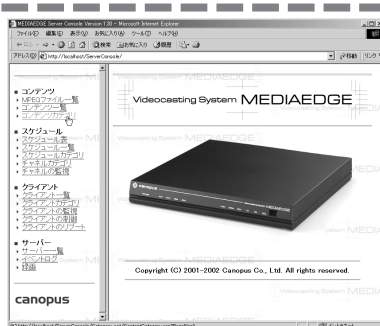 MEDIAEDGE Server Console Version 1.30 - Microsoft Internet Explorer
ファイル(F) 編集(E) 表示(V) お気に入り(A) ツール(T) ヘルプ(H)
戻る 検索 お気に入り 履歴
アドレス(D) http://localhost/ServerConsole/ 移動 リンク
コンテンツ
MPEGファイル一覧
コンテンツ一覧
コンテンツカテゴリ
スケジュール
スケジュール表
スケジュール一覧
スケジュールカテゴリ
チャネルカテゴリ
チャネルの監視
クライアント
クライアント一覧
クライアントカテゴリ
クライアントの監視
クライアントの制御
クライアントのリブート
サーバー
サーバー一覧
イベントログ
録画
canopus
Videocasting System MEDIAEDGE
Copyright (C) 2001-2002 Canopus Co., Ltd. All rights reserved.